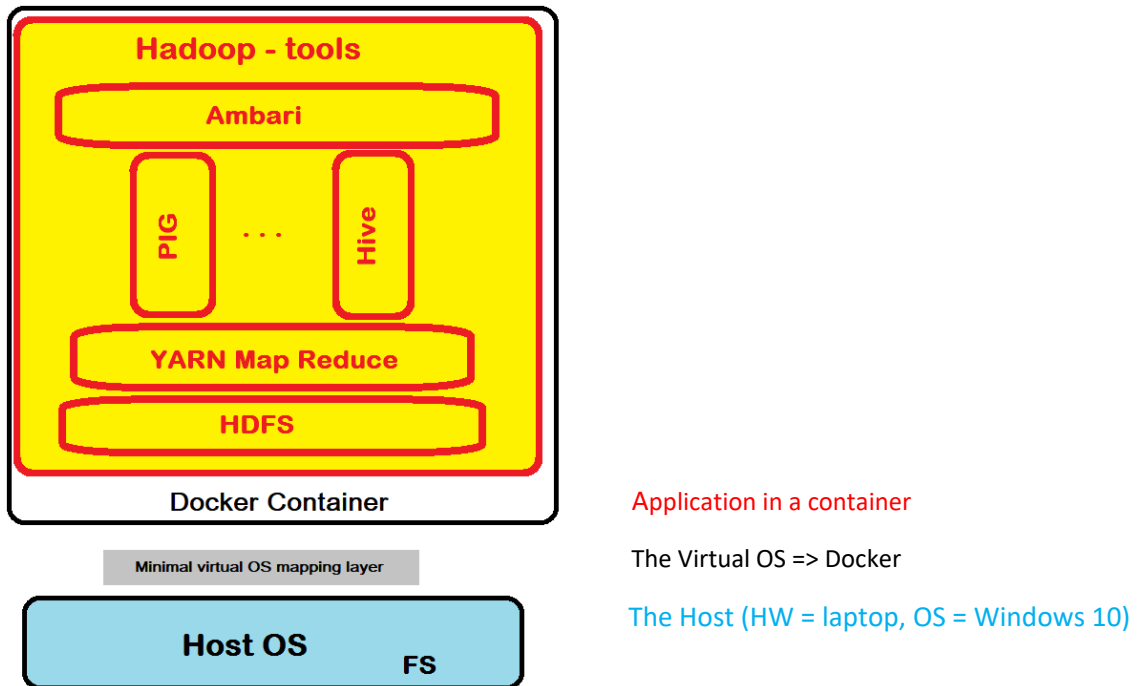 Hadoop - tools
Ambari
PIG
. . .
Hive
YARN Map Reduce
HDFS
Docker Container
Application in a container
Minimal virtual OS mapping layer
The Virtual OS => Docker
The Host (HW = laptop, OS = Windows 10)
Host OS
FS